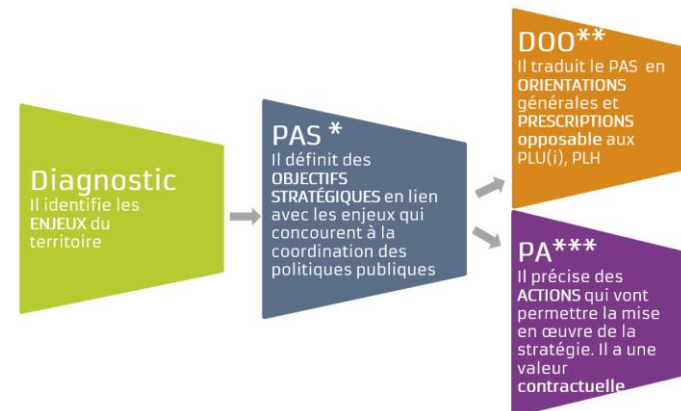 Diagnostic
Il identifie les
ENJEUX du
territoire
PAS *
Il définit des
OBJECTIFS
STRATÉGIQUES en lien
avec les enjeux qui
concourent à la
coordination des
politiques publiques
DOO**
Il traduit le PAS en
ORIENTATIONS
générales et
PRESCRIPTIONS
opposable aux
PLU(i), PLH
PA***
Il précise des
ACTIONS qui vont
permettre la mise
en œuvre de la
stratégie. Il a une
valeur
contractuelle